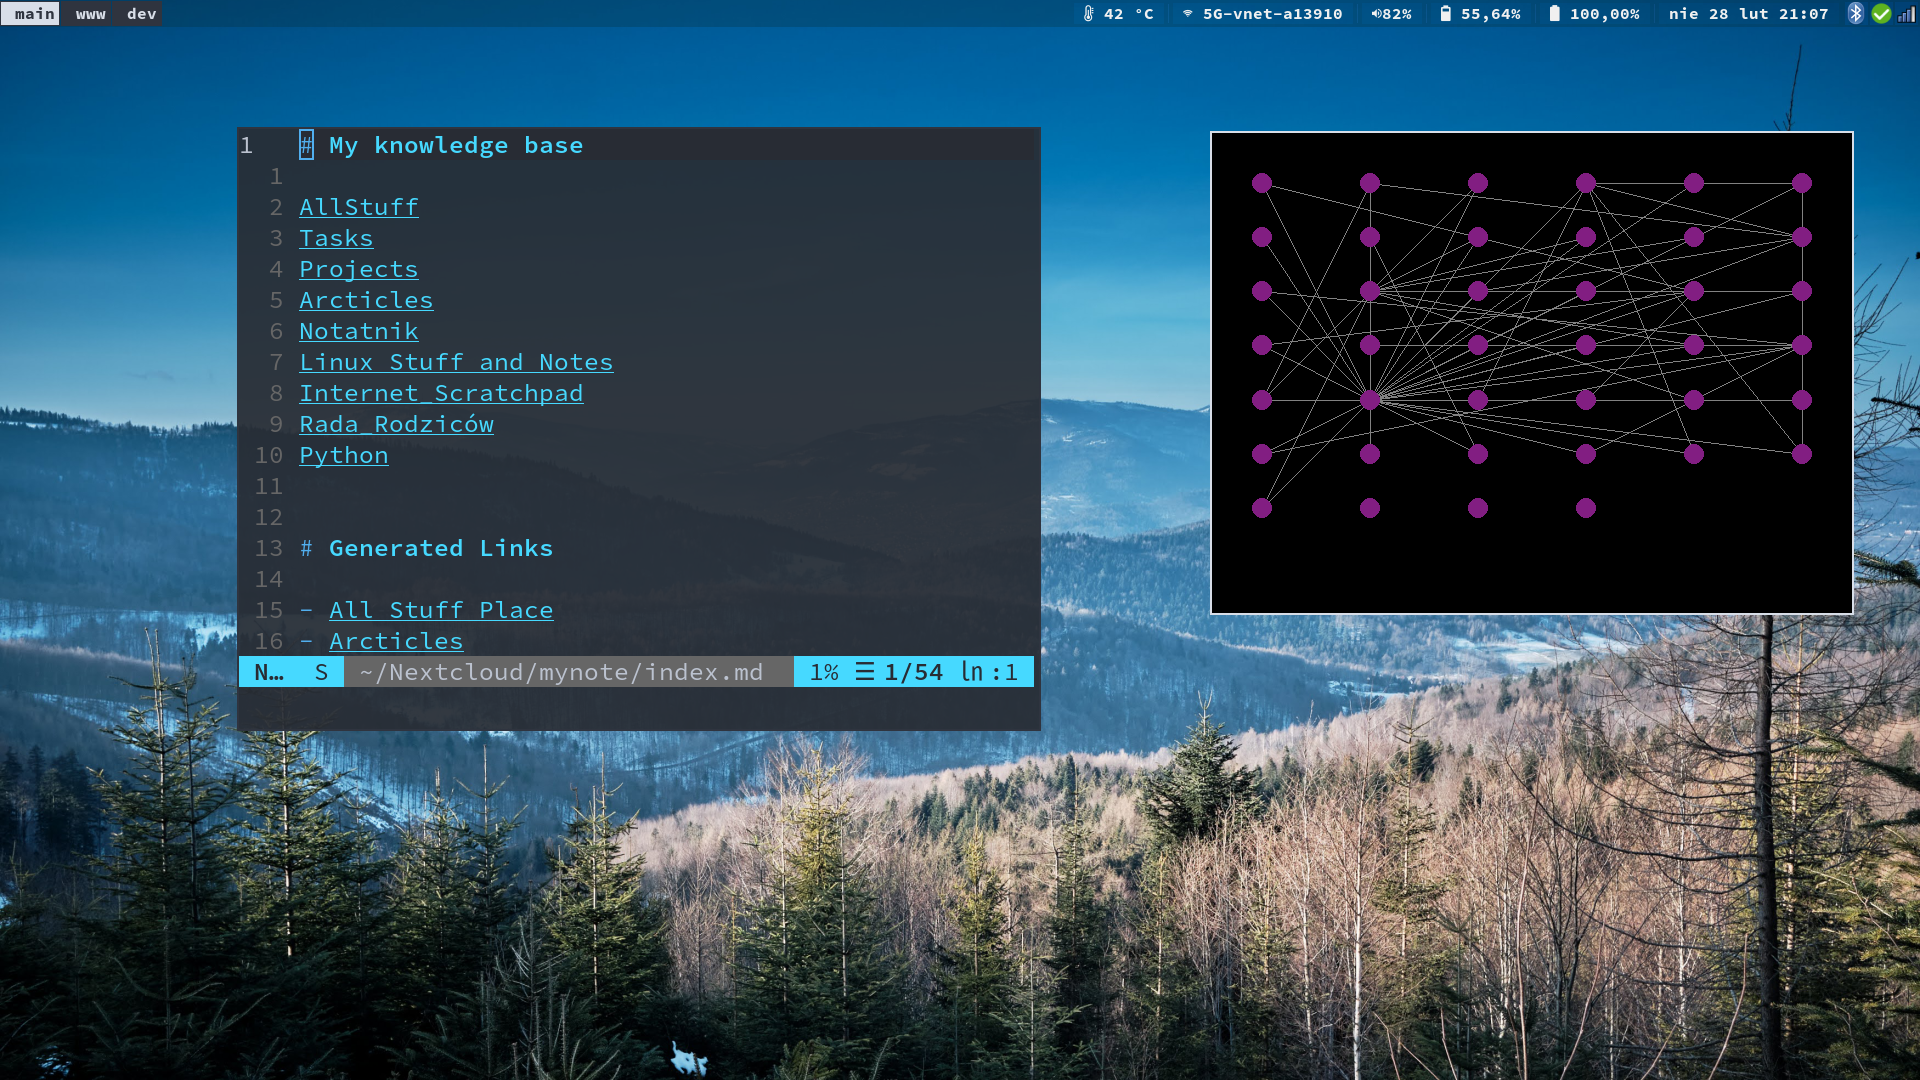 main www dev 42 °C 5G-vnet-a13910 82% 55,64% 100,00% nie 28 lut 21:07
1 # My knowledge base
1
2 AllStuff
3 Tasks
4 Projects
5 Arcticles
6 Notatnik
7 Linux Stuff and Notes
8 Internet_Scratchpad
9 Rada_Rodziców
10 Python
11
12
13 # Generated Links
14
15 - All Stuff Place
16 - Arcticles
N… S ~/Nextcloud/mynote/index.md 1% ☰ 1/54 ln :1